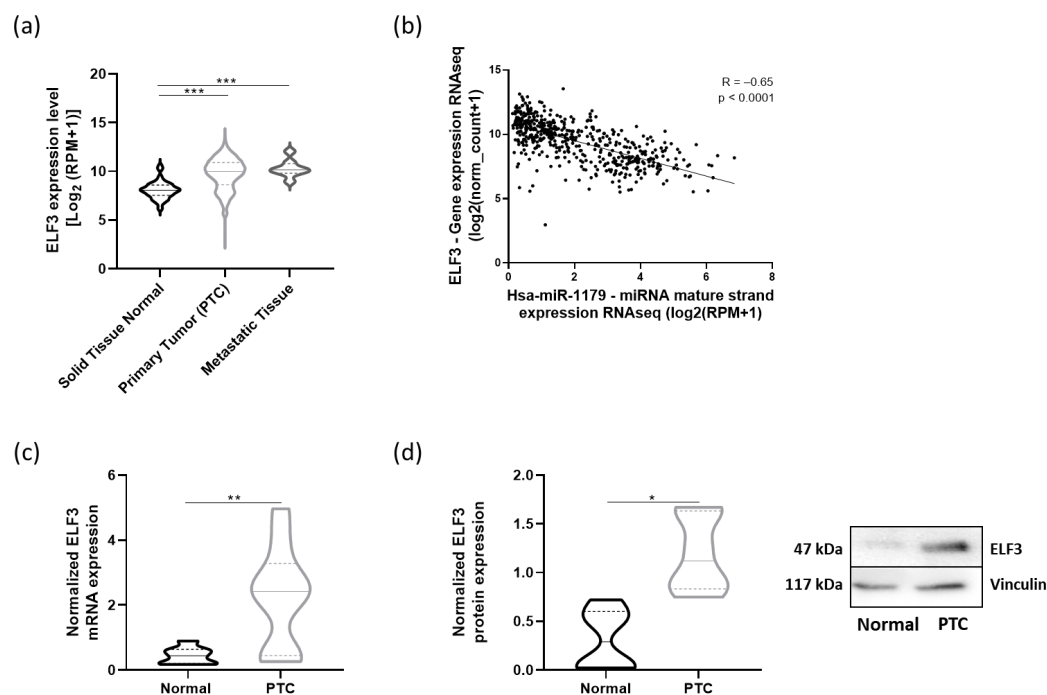 (a)
ELF3 expression level
[Log₂ (RPM+1)]
20
15
10
5
0
***
***
Solid Tissue Normal
Primary Tumor (PTC)
Metastatic Tissue
(b)
ELF3 - Gene expression RNAseq
(log2(norm_count+1)
15
10
5
0
2
4
6
8
R = –0.65
p < 0.0001
Hsa-miR-1179 - miRNA mature strand
expression RNAseq (log2(RPM+1)
(c)
Normalized ELF3
mRNA expression
6
4
2
0
**
Normal
PTC
(d)
Normalized ELF3
protein expression
2.0
1.5
1.0
0.5
0.0
*
Normal
PTC
47 kDa
ELF3
117 kDa
Vinculin
Normal
PTC